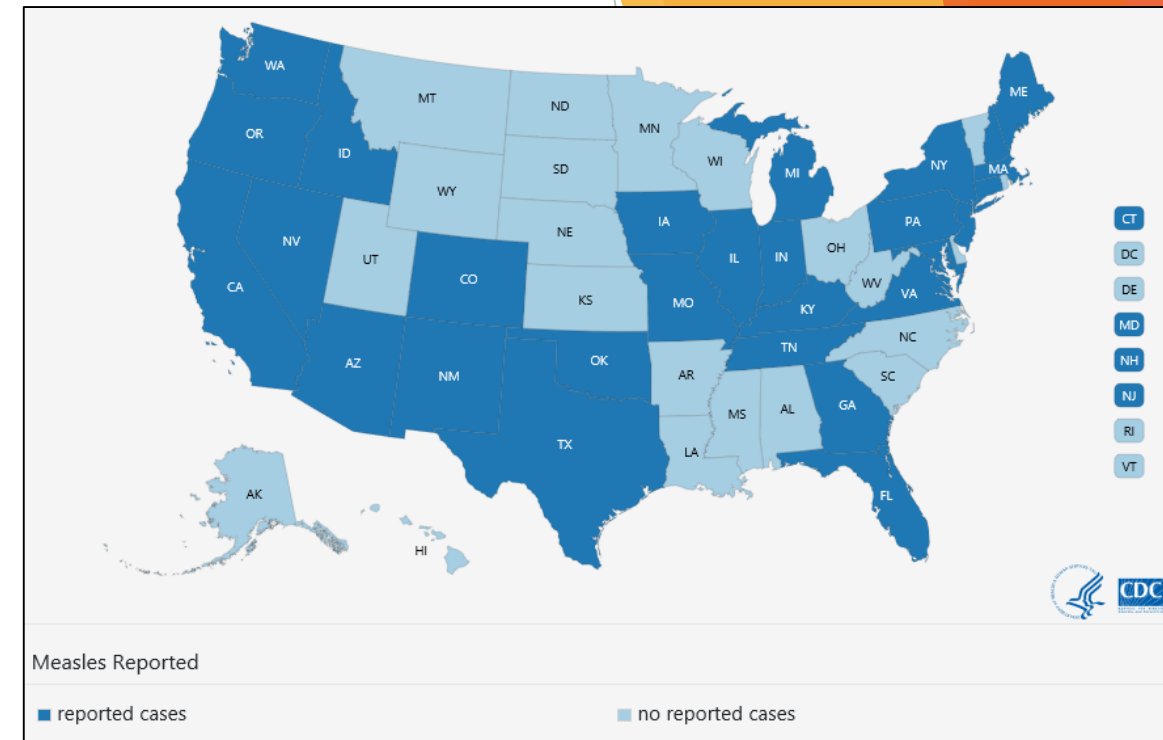 WA
MT
ND
MN
ME
OR
ID
SD
WI
MI
NY
MA
WY
IA
PA
NE
NV
UT
CO
IL
IN
OH
WV
VA
CA
KS
MO
KY
TN
NC
AZ
NM
OK
AR
SC
MS
AL
GA
TX
LA
FL
AK
HI
CT
DC
DE
MD
NH
NJ
RI
VT
CDC
Measles Reported
reported cases
no reported cases